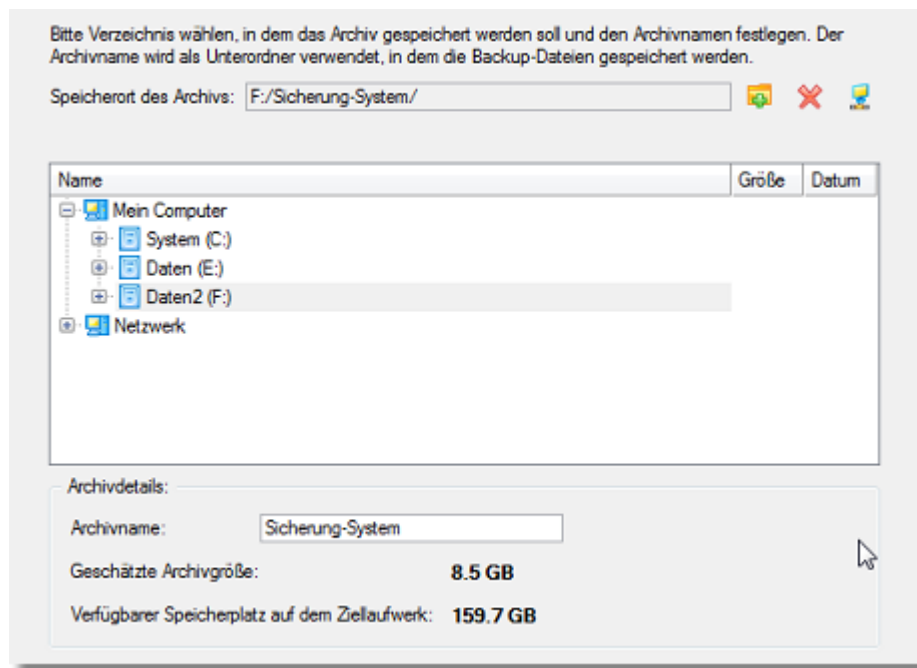 Bitte Verzeichnis wählen, in dem das Archiv gespeichert werden soll und den Archivnamen festlegen. Der
Archivname wird als Unterordner verwendet, in dem die Backup-Dateien gespeichert werden.
Speicherort des Archivs: F:/Sicherung-System/
Name Größe Datum
Mein Computer
System (C:)
Daten (E:)
Daten2 (F:)
Netzwerk
Archivdetails:
Archivname: Sicherung-System
Geschätzte Archivgröße: 8.5 GB
Verfügbarer Speicherplatz auf dem Ziellaufwerk: 159.7 GB